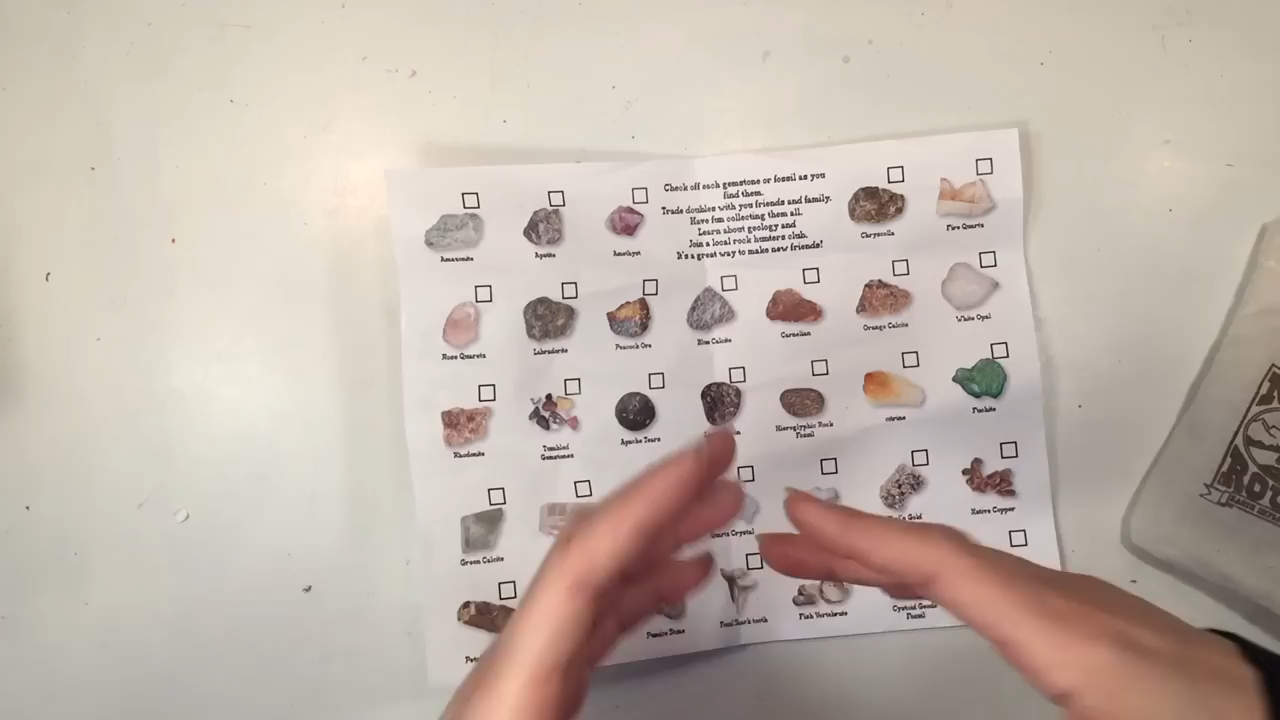 Check off each gemstone or fossil as you
find them.
Trade doubles with you friends and family.
Have fun collecting them all.
Learn about geology and
Join a local rock hunters club.
It's a great way to make new friends!
Amazonite
Apatite
Amethyst
Chryscolla
Fire Quartz
Rose Quartz
Labradorite
Peacock Ore
Blue Calcite
Carnelian
Orange Calcite
White Opal
Rhodonite
Tumbled
Gemstones
Apache Tears
Hieroglyphic Rock
Fossil
citrine
Fuchite
Green Calcite
Quartz Crystal
Gold
Native Copper
Pumice Stone
Fossil Shark tooth
Fish Vertebrate
Cystoid Geode
Fossil